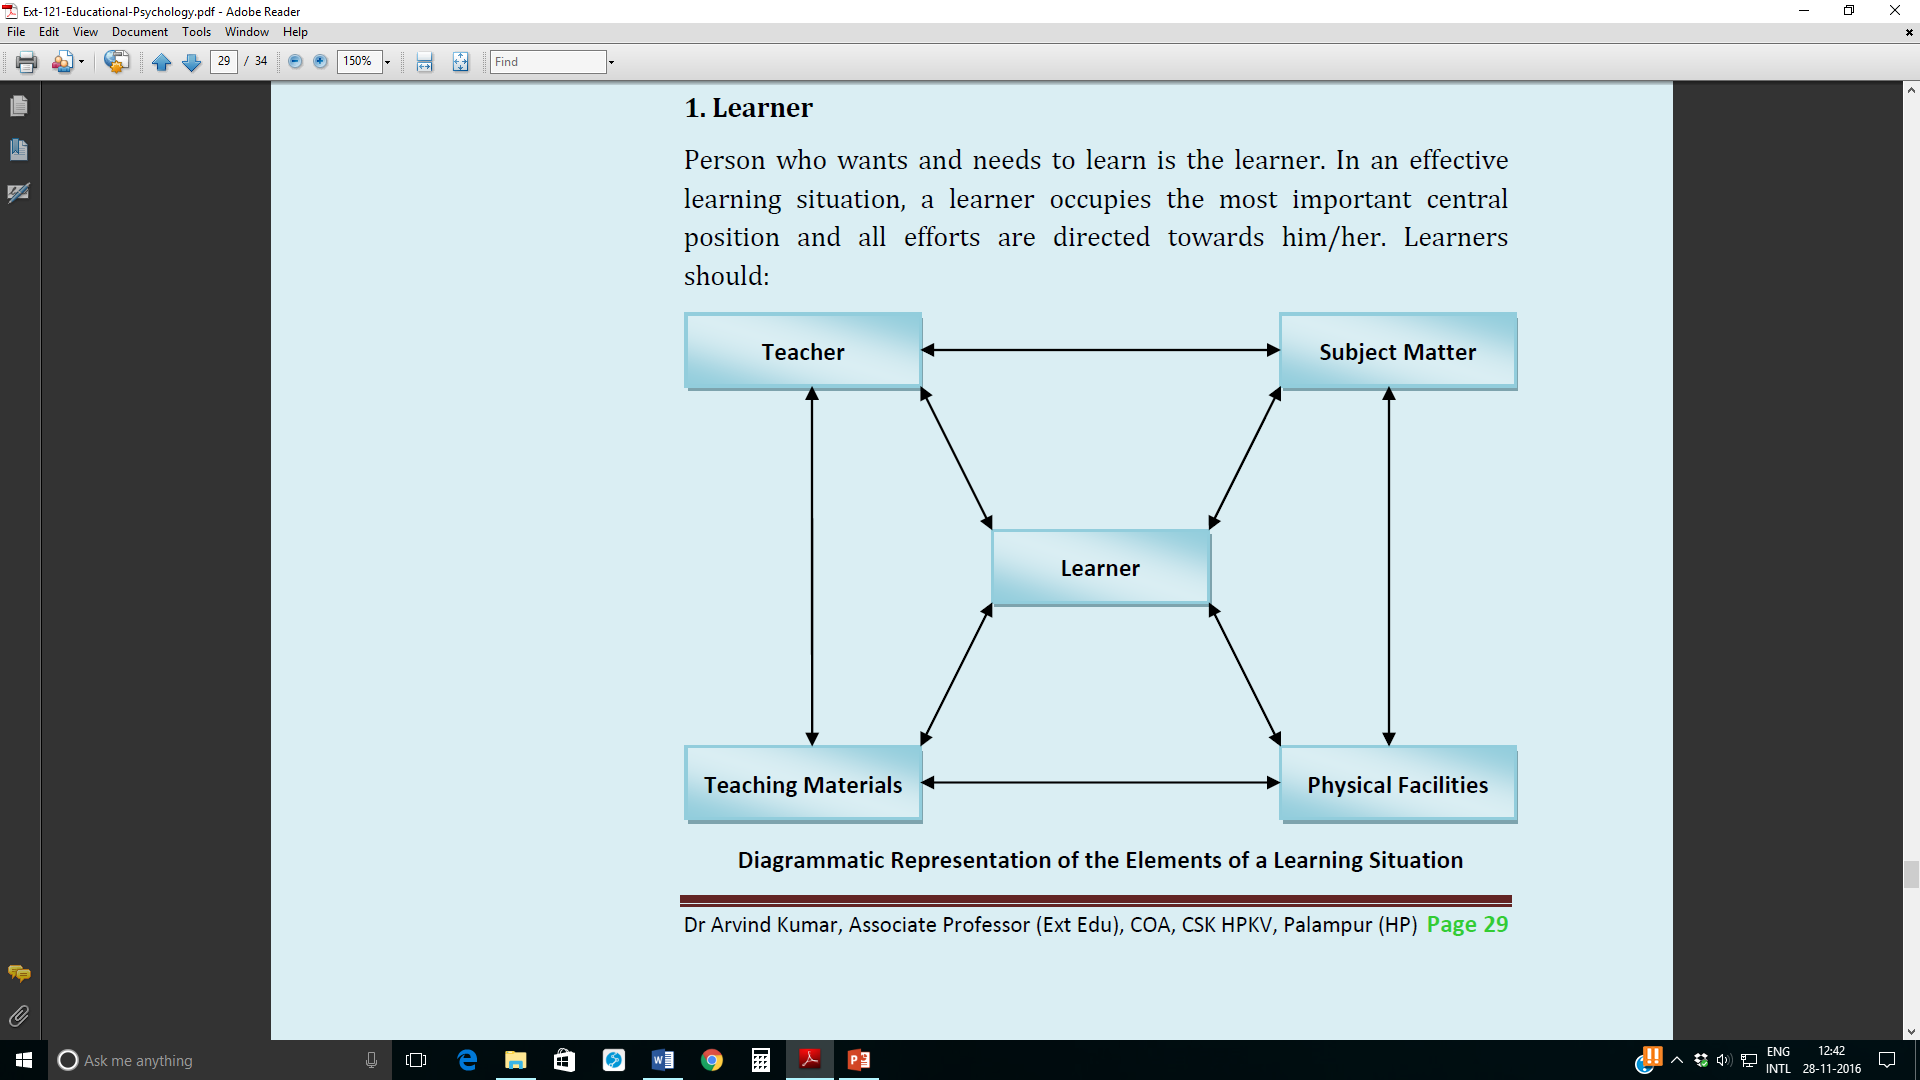 Ext-121-Educational-Psychology.pdf - Adobe Reader
File Edit View Document Tools Window Help
29 / 34 150% Find
1. Learner
Person who wants and needs to learn is the learner. In an effective
learning situation, a learner occupies the most important central
position and all efforts are directed towards him/her. Learners
should:
Teacher
Subject Matter
Learner
Teaching Materials
Physical Facilities
Diagrammatic Representation of the Elements of a Learning Situation
Dr Arvind Kumar, Associate Professor (Ext Edu), COA, CSK HPKV, Palampur (HP) Page 29
Ask me anything
ENG
INTL
12:42
28-11-2016